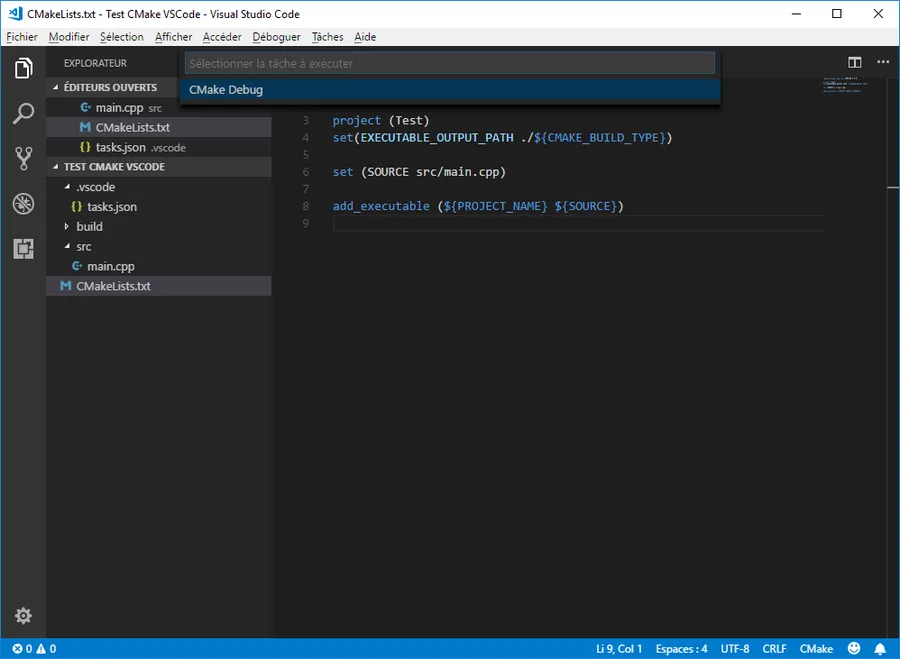 CMakeLists.txt - Test CMake VSCode - Visual Studio Code
Fichier Modifier Sélection Afficher Accéder Déboguer Tâches Aide
EXPLORATEUR
Sélectionner la tâche à exécuter
CMake Debug
ÉDITEURS OUVERTS
main.cpp src
CMakeLists.txt
tasks.json .vscode
TEST CMAKE VSCODE
.vscode
tasks.json
build
src
main.cpp
CMakeLists.txt
3 project (Test)
4 set(EXECUTABLE_OUTPUT_PATH ./${CMAKE_BUILD_TYPE})
5
6 set (SOURCE src/main.cpp)
7
8 add_executable (${PROJECT_NAME} ${SOURCE})
9
0 0 Li 9, Col 1 Espaces : 4 UTF-8 CRLF CMake